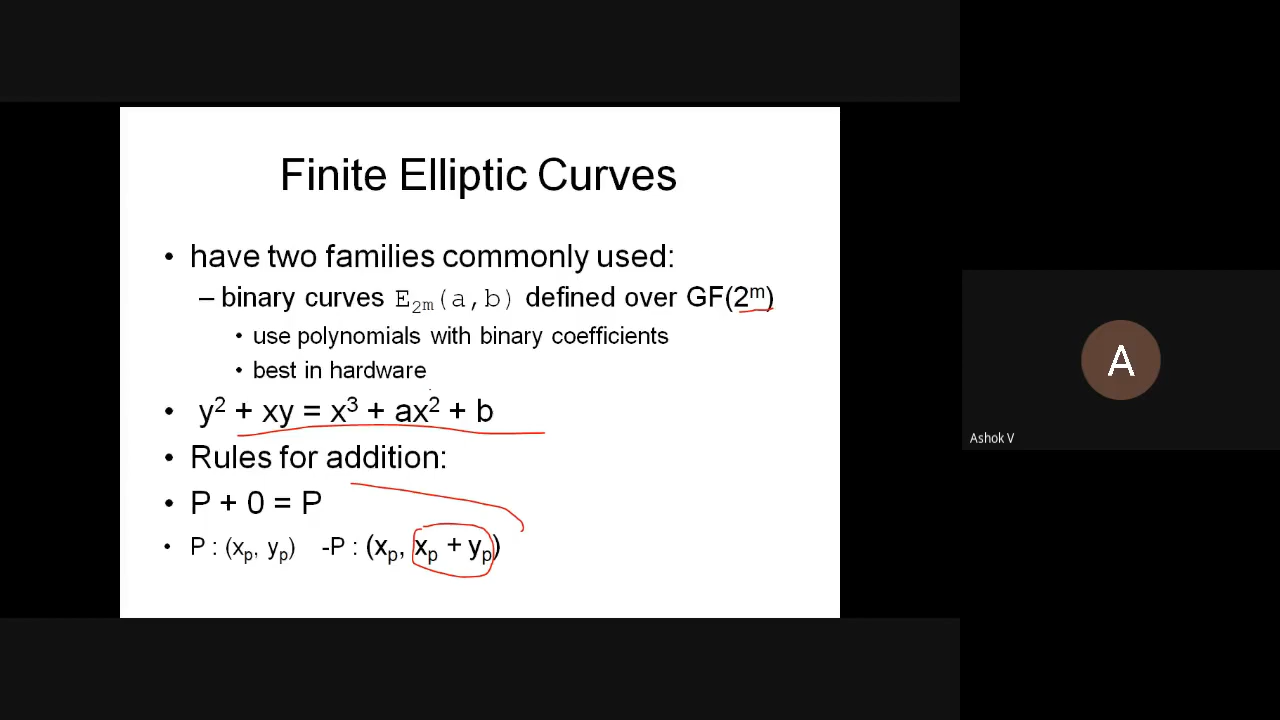 Finite Elliptic Curves
• have two families commonly used:
– binary curves E₂ₘ(a,b) defined over GF(2ᵐ)
• use polynomials with binary coefficients
• best in hardware
• y² + xy = x³ + ax² + b
• Rules for addition:
• P + 0 = P
• P : (xₚ, yₚ) -P : (xₚ, xₚ + yₚ)
A
Ashok V